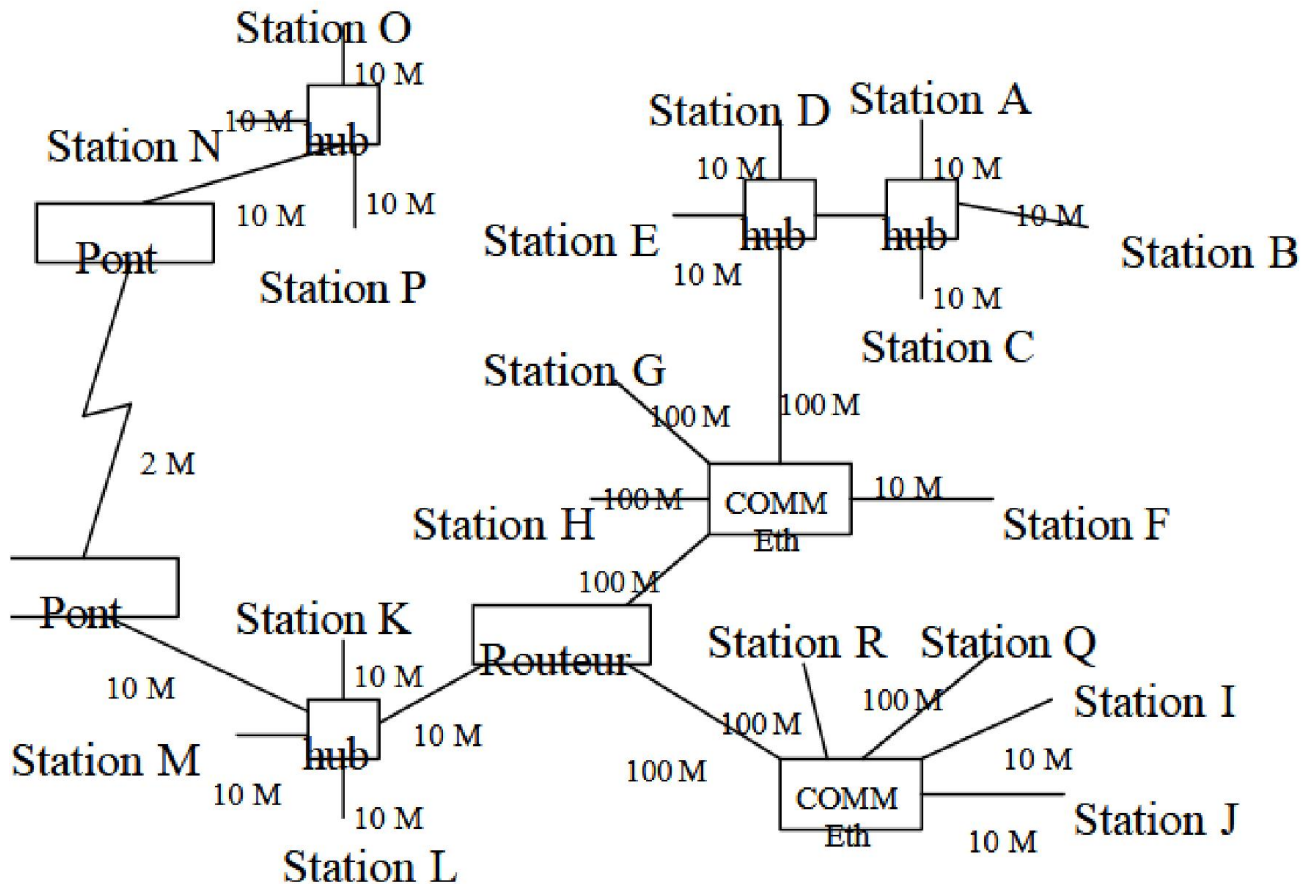 Station O
10 M
10 M
hub
Station N
10 M
10 M
Pont
Station P
2 M
Station D
Station A
10 M
10 M
10 M
hub
hub
Station E
Station B
10 M
10 M
Station C
Station G
100 M
100 M
100 M
10 M
COMM
Eth
Station H
Station F
100 M
Pont
Station K
Routeur
Station R
Station Q
10 M
10 M
10 M
100 M
100 M
Station I
Station M
hub
100 M
10 M
10 M
10 M
COMM
Eth
Station J
10 M
Station L